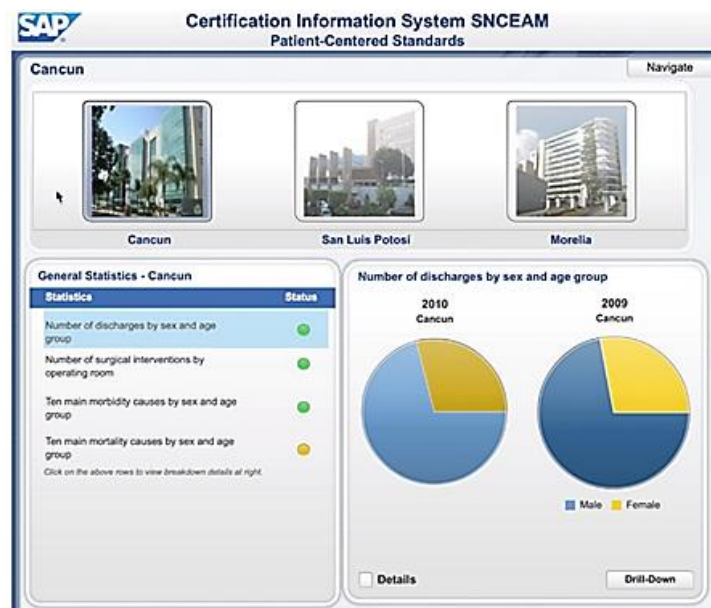 SAP
Certification Information System SNCEAM
Patient-Centered Standards
Cancun
Navigate
Cancun
San Luis Potosi
Morelia
General Statistics - Cancun
Statistics
Status
Number of discharges by sex and age
group
Number of surgical interventions by
operating room
Ten main morbidity causes by sex and age
group
Ten main mortality causes by sex and age
group
Click on the above rows to view breakdown details at right.
Number of discharges by sex and age group
2010
Cancun
2009
Cancun
Male
Female
Details
Drill-Down